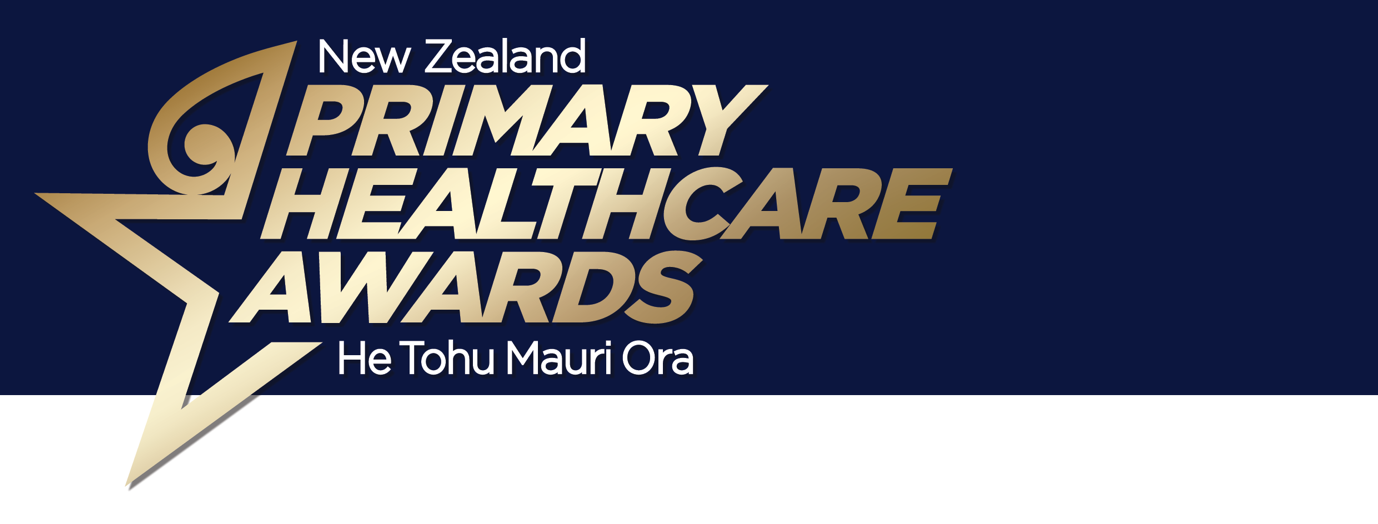 New Zealand
PRIMARY
HEALTHCARE
AWARDS
He Tohu Mauri Ora